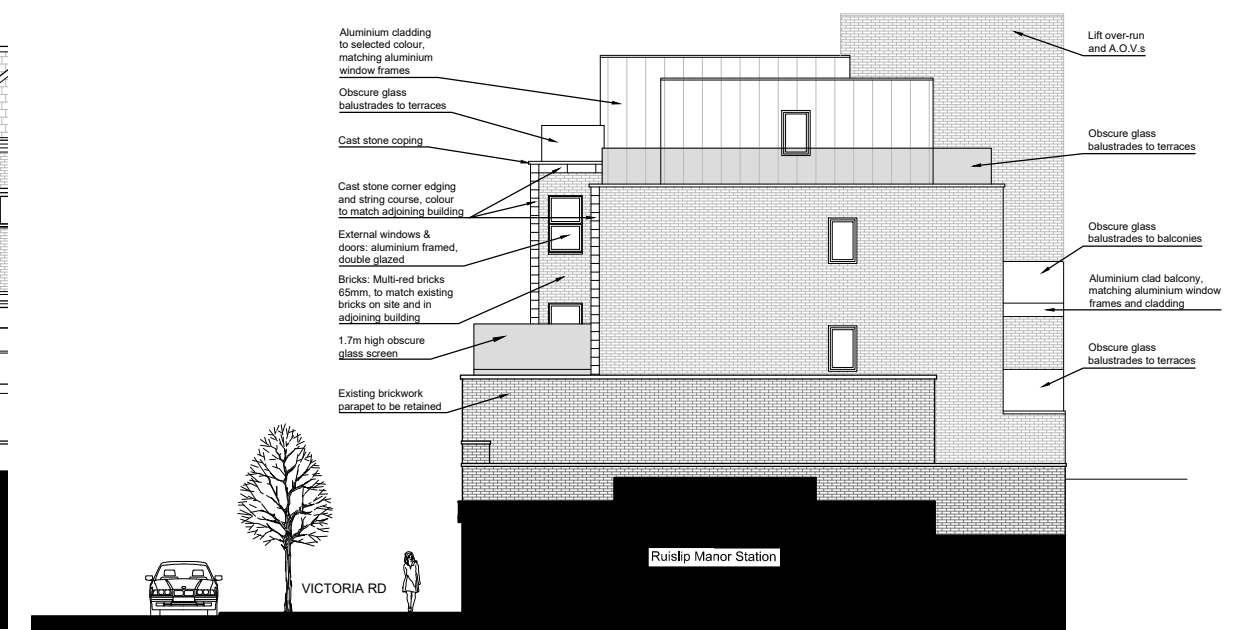 Aluminium cladding
to selected colour,
matching aluminium
window frames
Obscure glass
balustrades to terraces
Cast stone coping
Cast stone corner edging
and string course, colour
to match adjoining building
External windows &
doors: aluminium framed,
double glazed
Bricks: Multi-red bricks
65mm, to match existing
bricks on site and in
adjoining building
1.7m high obscure
glass screen
Existing brickwork
parapet to be retained
Lift over-run
and A.O.V.s
Obscure glass
balustrades to terraces
Obscure glass
balustrades to balconies
Aluminium clad balcony,
matching aluminium window
frames and cladding
Obscure glass
balustrades to terraces
Ruislip Manor Station
VICTORIA RD